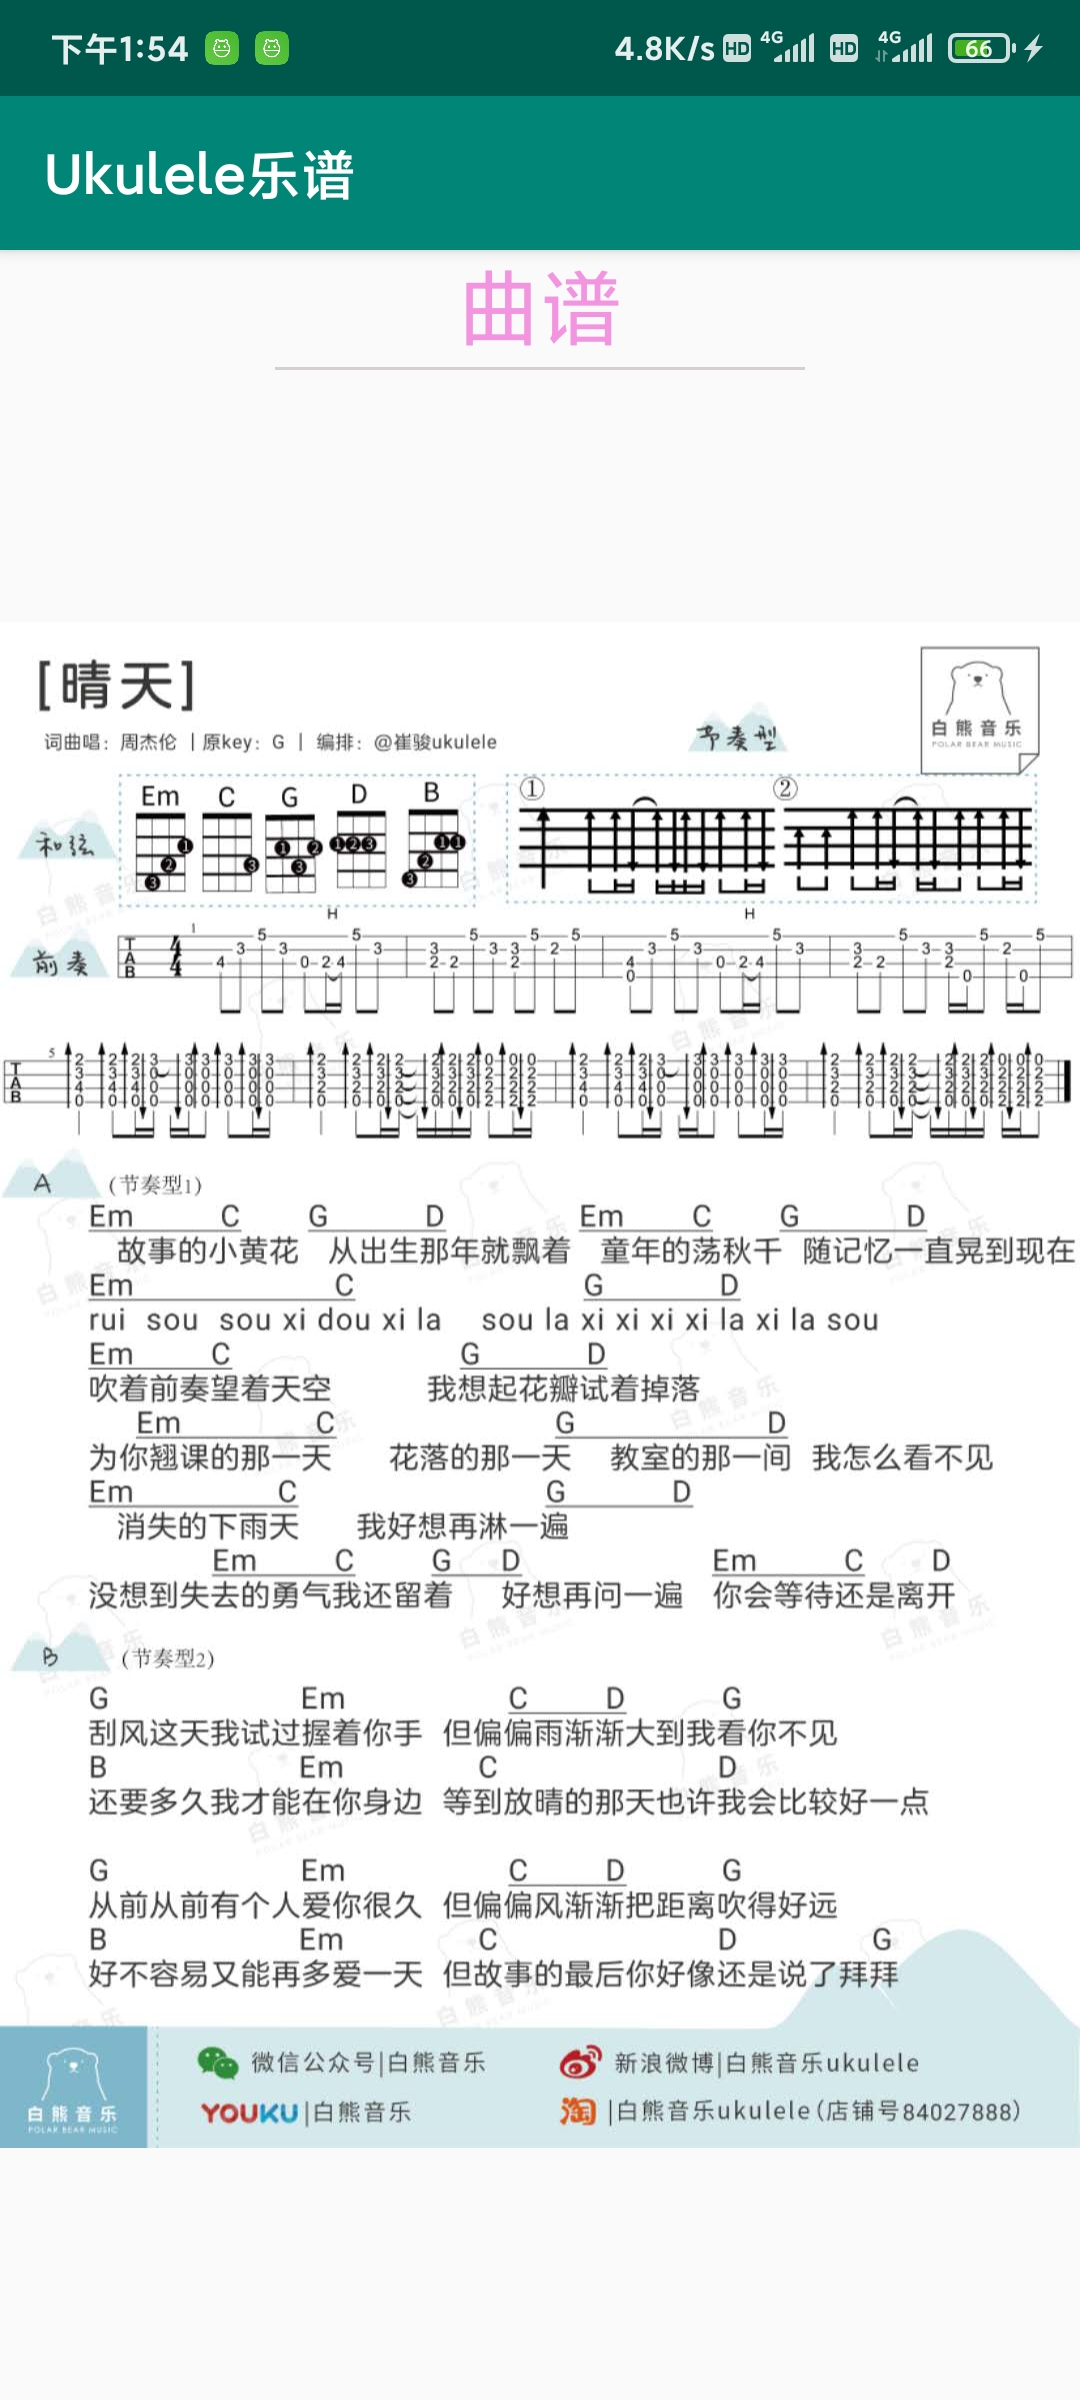 下午1:54
4.8K/s HD 4G HD 4G 66
Ukulele乐谱
曲谱
[晴天]
词曲唱：周杰伦 | 原key：G | 编排：@崔骏ukulele
节奏型
白熊音乐
POLAR BEAR MUSIC
和弦
Em C G D B
① ②
前奏
H H
A
(节奏型1)
Em C G D Em C G D
故事的小黄花 从出生那年就飘着 童年的荡秋千 随记忆一直晃到现在
Em C G D
rui sou sou xi dou xi la sou la xi xi xi xi la xi la sou
Em C G D
吹着前奏望着天空 我想起花瓣试着掉落
Em C G D
为你翘课的那一天 花落的那一天 教室的那一间 我怎么看不见
Em C G D
消失的下雨天 我好想再淋一遍
Em C G D Em C D
没想到失去的勇气我还留着 好想再问一遍 你会等待还是离开
B
(节奏型2)
G Em C D G
刮风这天我试过握着你手 但偏偏雨渐渐大到我看你不见
B Em C D
还要多久我才能在你身边 等到放晴的那天也许我会比较好一点
G Em C D G
从前从前有个人爱你很久 但偏偏风渐渐把距离吹得好远
B Em C D G
好不容易又能再多爱一天 但故事的最后你好像还是说了拜拜
白熊音乐
POLAR BEAR MUSIC
微信公众号|白熊音乐
新浪微博|白熊音乐ukulele
YOUKU|白熊音乐
淘|白熊音乐ukulele(店铺号84027888)